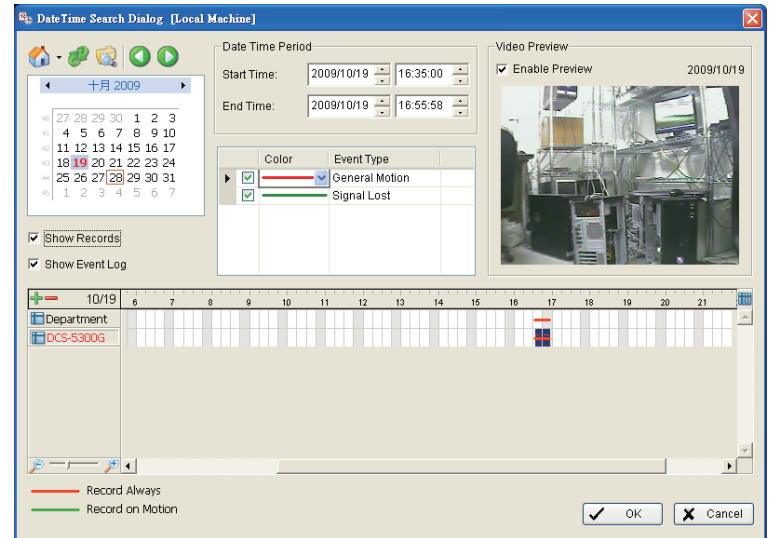 DateTime Search Dialog [Local Machine]
Date Time Period
Start Time: 2009/10/19 16:35:00
End Time: 2009/10/19 16:55:58
Video Preview
Enable Preview 2009/10/19
十月 2009
40 27 28 29 30 1 2 3
41 4 5 6 7 8 9 10
42 11 12 13 14 15 16 17
43 18 19 20 21 22 23 24
44 25 26 27 28 29 30 31
45 1 2 3 4 5 6 7
Color Event Type
General Motion
Signal Lost
Show Records
Show Event Log
10/19 6 7 8 9 10 11 12 13 14 15 16 17 18 19 20 21
Department
DCS-5300G
Record Always
Record on Motion
OK Cancel